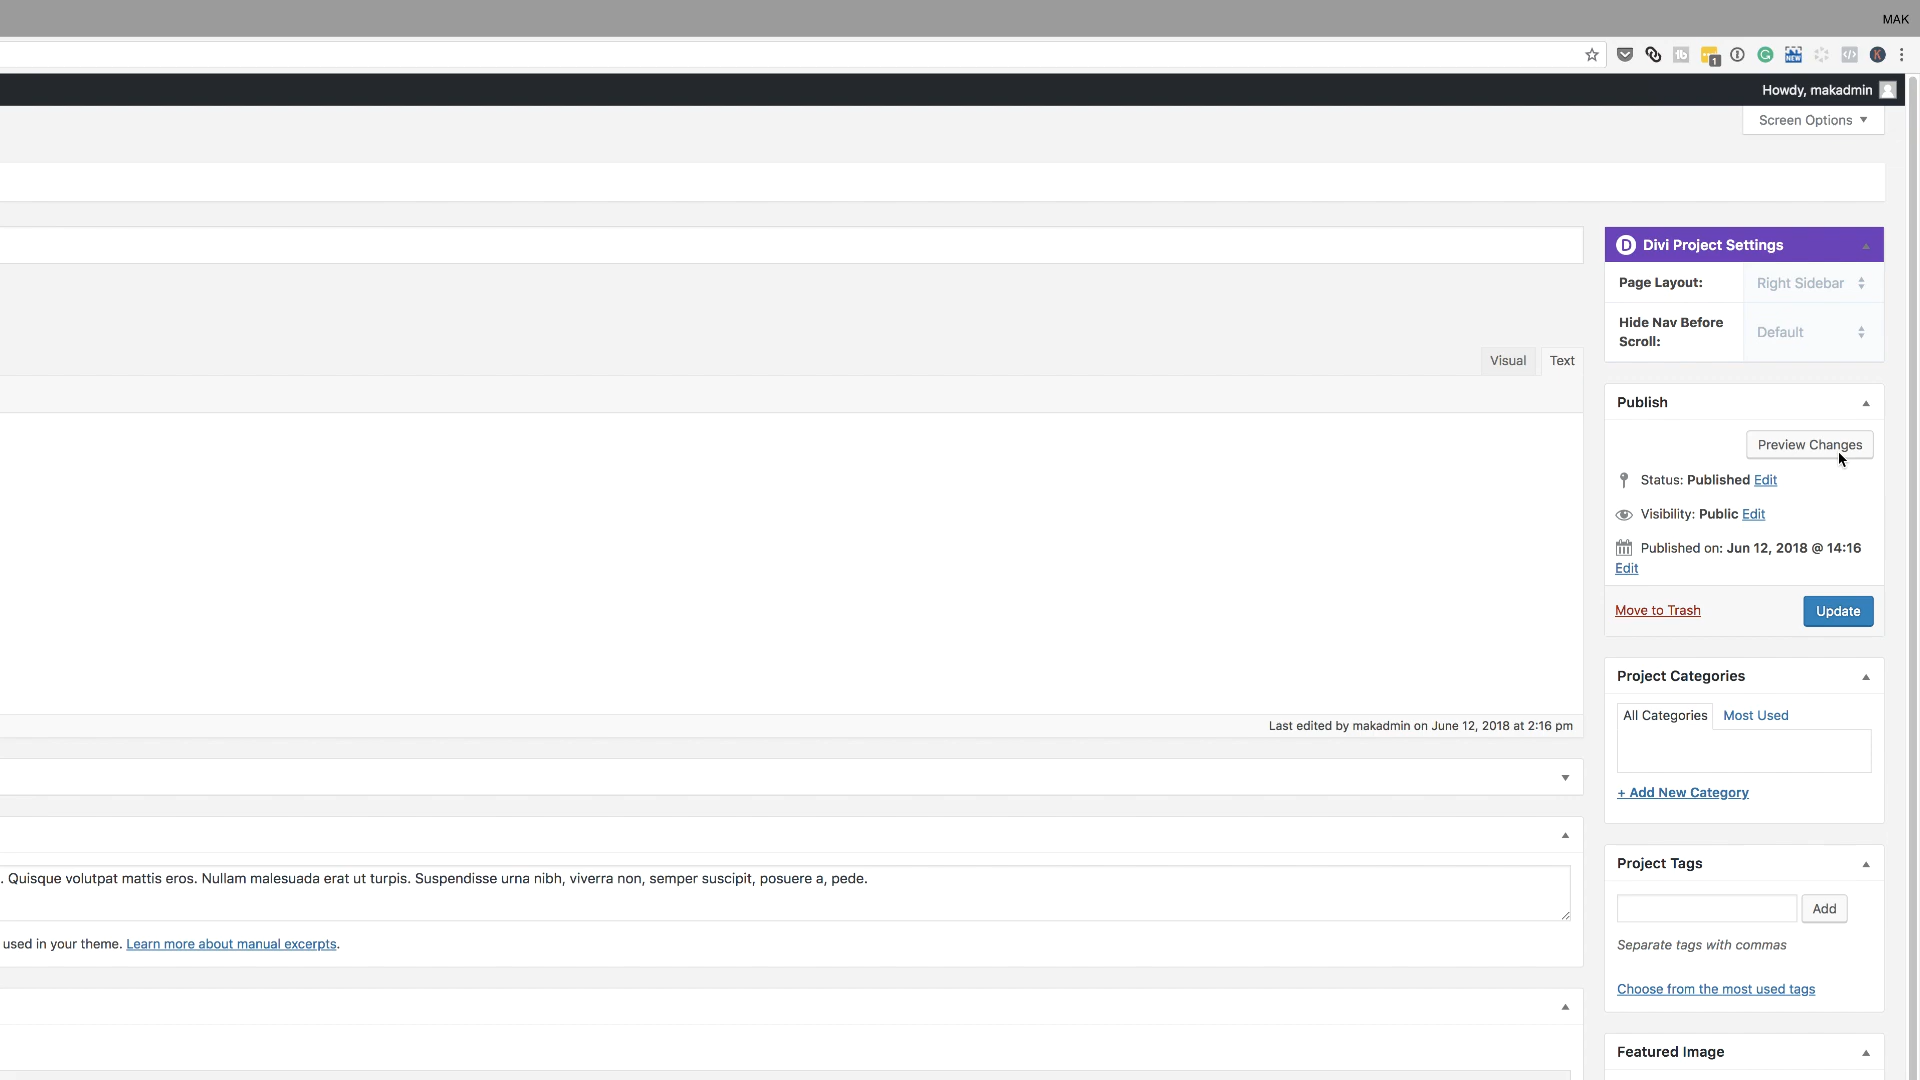 MAK
1
NEW
K
Howdy, makadmin
Screen Options
D Divi Project Settings
Page Layout:
Right Sidebar
Hide Nav Before
Scroll:
Default
Visual
Text
Publish
Preview Changes
Status: Published Edit
Visibility: Public Edit
Published on: Jun 12, 2018 @ 14:16
Edit
Move to Trash
Update
Project Categories
All Categories
Most Used
Last edited by makadmin on June 12, 2018 at 2:16 pm
+ Add New Category
Project Tags
. Quisque volutpat mattis eros. Nullam malesuada erat ut turpis. Suspendisse urna nibh, viverra non, semper suscipit, posuere a, pede.
Add
used in your theme. Learn more about manual excerpts.
Separate tags with commas
Choose from the most used tags
Featured Image